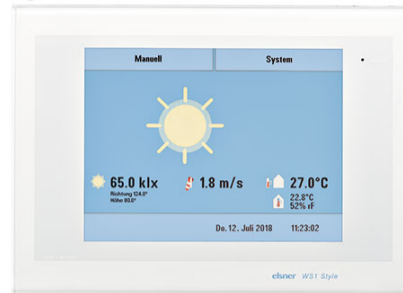 Manuell System
65.0 klx 1.8 m/s 27.0°C
Richtung 124.0°
Höhe 60.0°
22.8°C
52% rF
Do. 12. Juli 2018 11:23:02
elsner WS1 Style